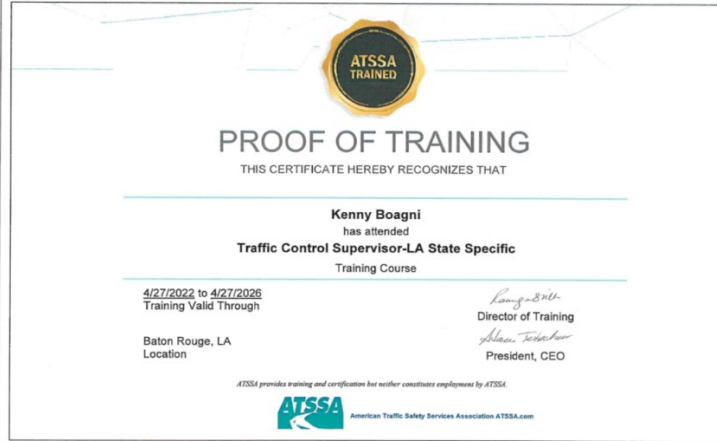 ATSSA
TRAINED
PROOF OF TRAINING
THIS CERTIFICATE HEREBY RECOGNIZES THAT
Kenny Boagni
has attended
Traffic Control Supervisor-LA State Specific
Training Course
4/27/2022 to 4/27/2026
Training Valid Through
Director of Training
Baton Rouge, LA
Location
President, CEO
ATSSA provides training and certification but neither constitutes employment by ATSSA.
ATSSA
American Traffic Safety Services Association ATSSA.com